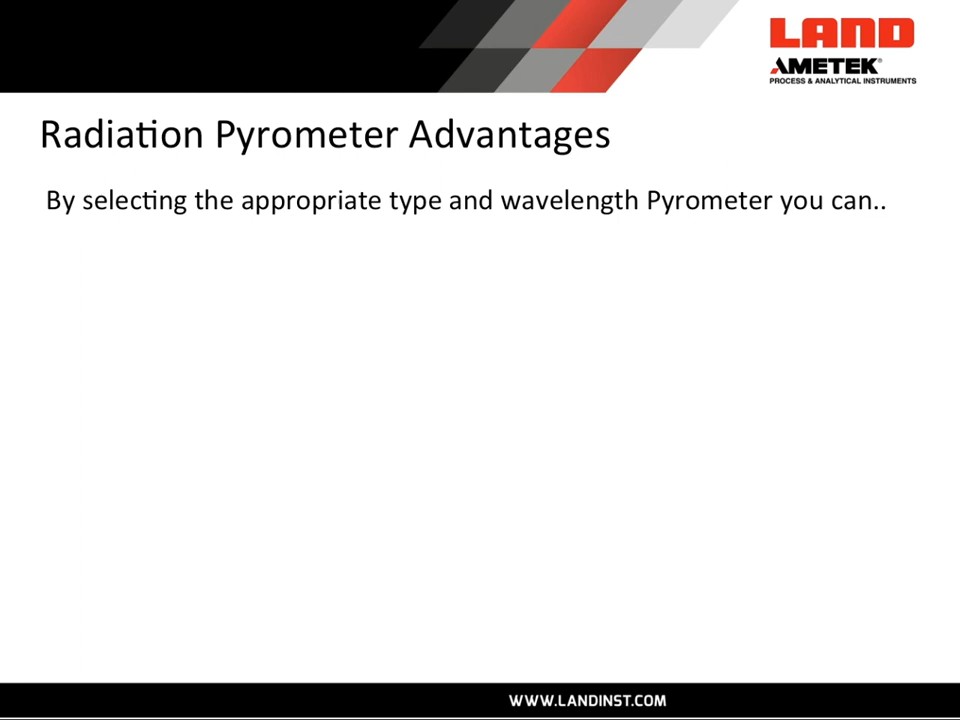 LAND
AMETEK®
PROCESS & ANALYTICAL INSTRUMENTS
Radiation Pyrometer Advantages
By selecting the appropriate type and wavelength Pyrometer you can..
WWW.LANDINST.COM